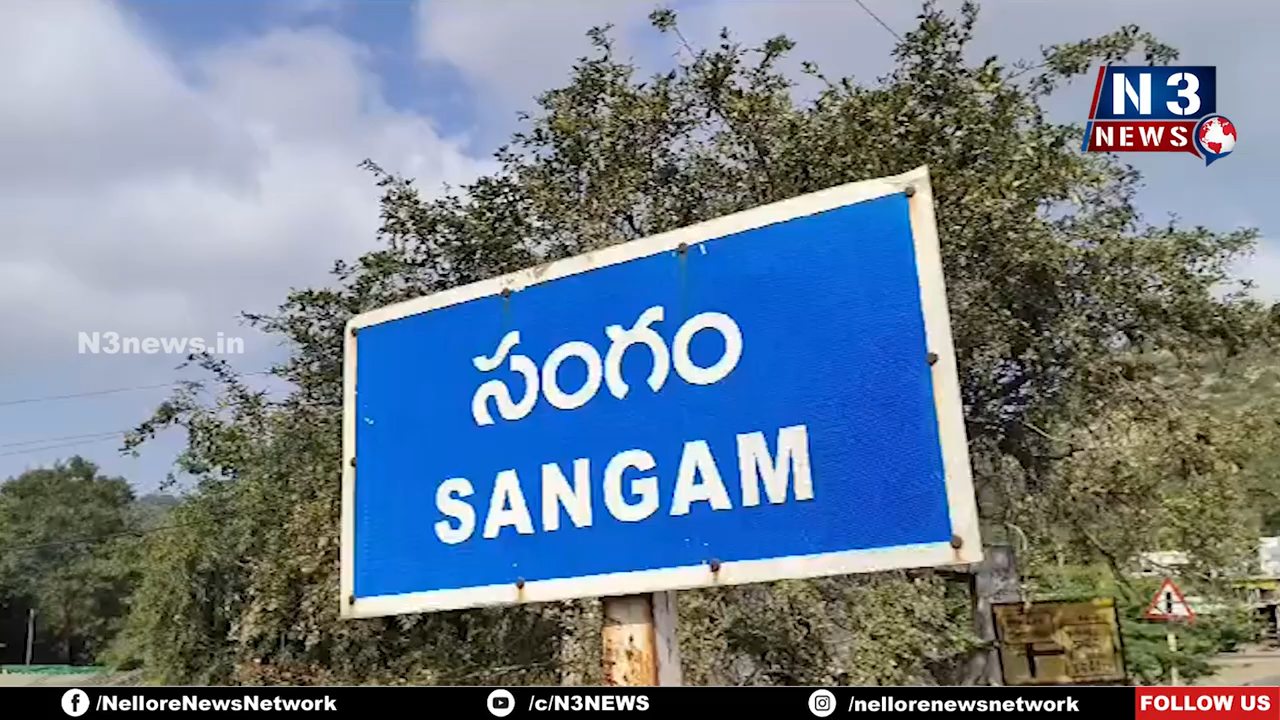 N3
NEWS
N3news.in
సంగం
SANGAM
/NelloreNewsNetwork
/c/N3NEWS
/nellorenewsnetwork
FOLLOW US